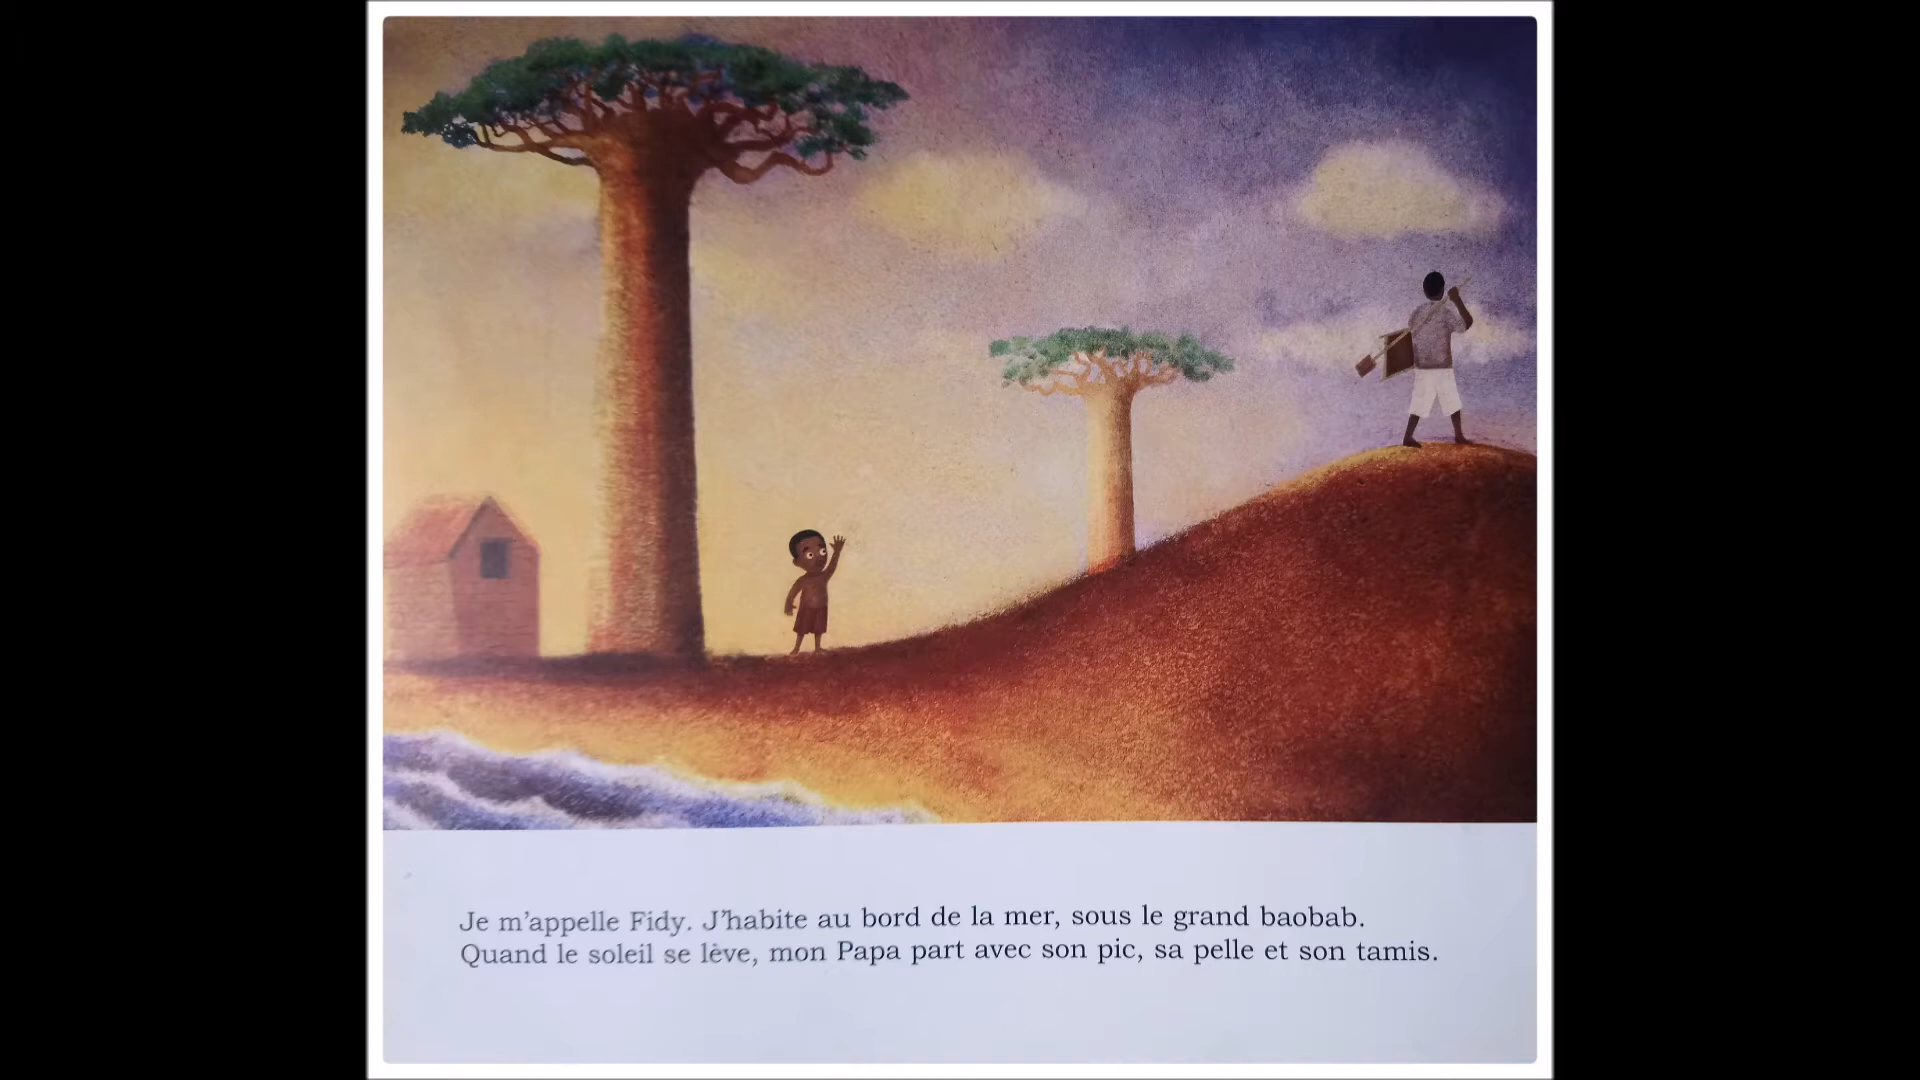 Je m'appelle Fidy. J'habite au bord de la mer, sous le grand baobab.
Quand le soleil se lève, mon Papa part avec son pic, sa pelle et son tamis.